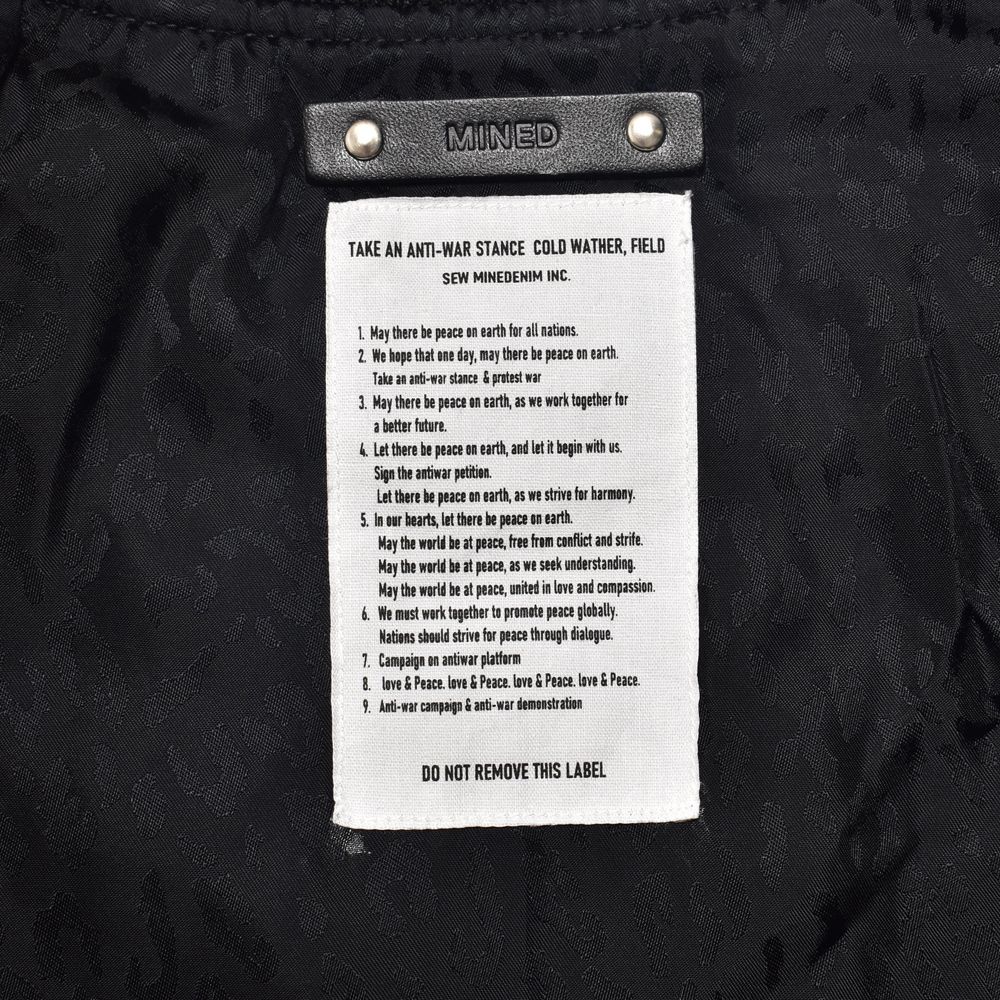 MINED
TAKE AN ANTI-WAR STANCE COLD WATHER, FIELD
SEW MINEDENIM INC.
1. May there be peace on earth for all nations.
2. We hope that one day, may there be peace on earth.
Take an anti-war stance & protest war
3. May there be peace on earth, as we work together for
a better future.
4. Let there be peace on earth, and let it begin with us.
Sign the antiwar petition.
Let there be peace on earth, as we strive for harmony.
5. In our hearts, let there be peace on earth.
May the world be at peace, free from conflict and strife.
May the world be at peace, as we seek understanding.
May the world be at peace, united in love and compassion.
6. We must work together to promote peace globally.
Nations should strive for peace through dialogue.
7. Campaign on antiwar platform
8. love & Peace. love & Peace. love & Peace. love & Peace.
9. Anti-war campaign & anti-war demonstration
DO NOT REMOVE THIS LABEL